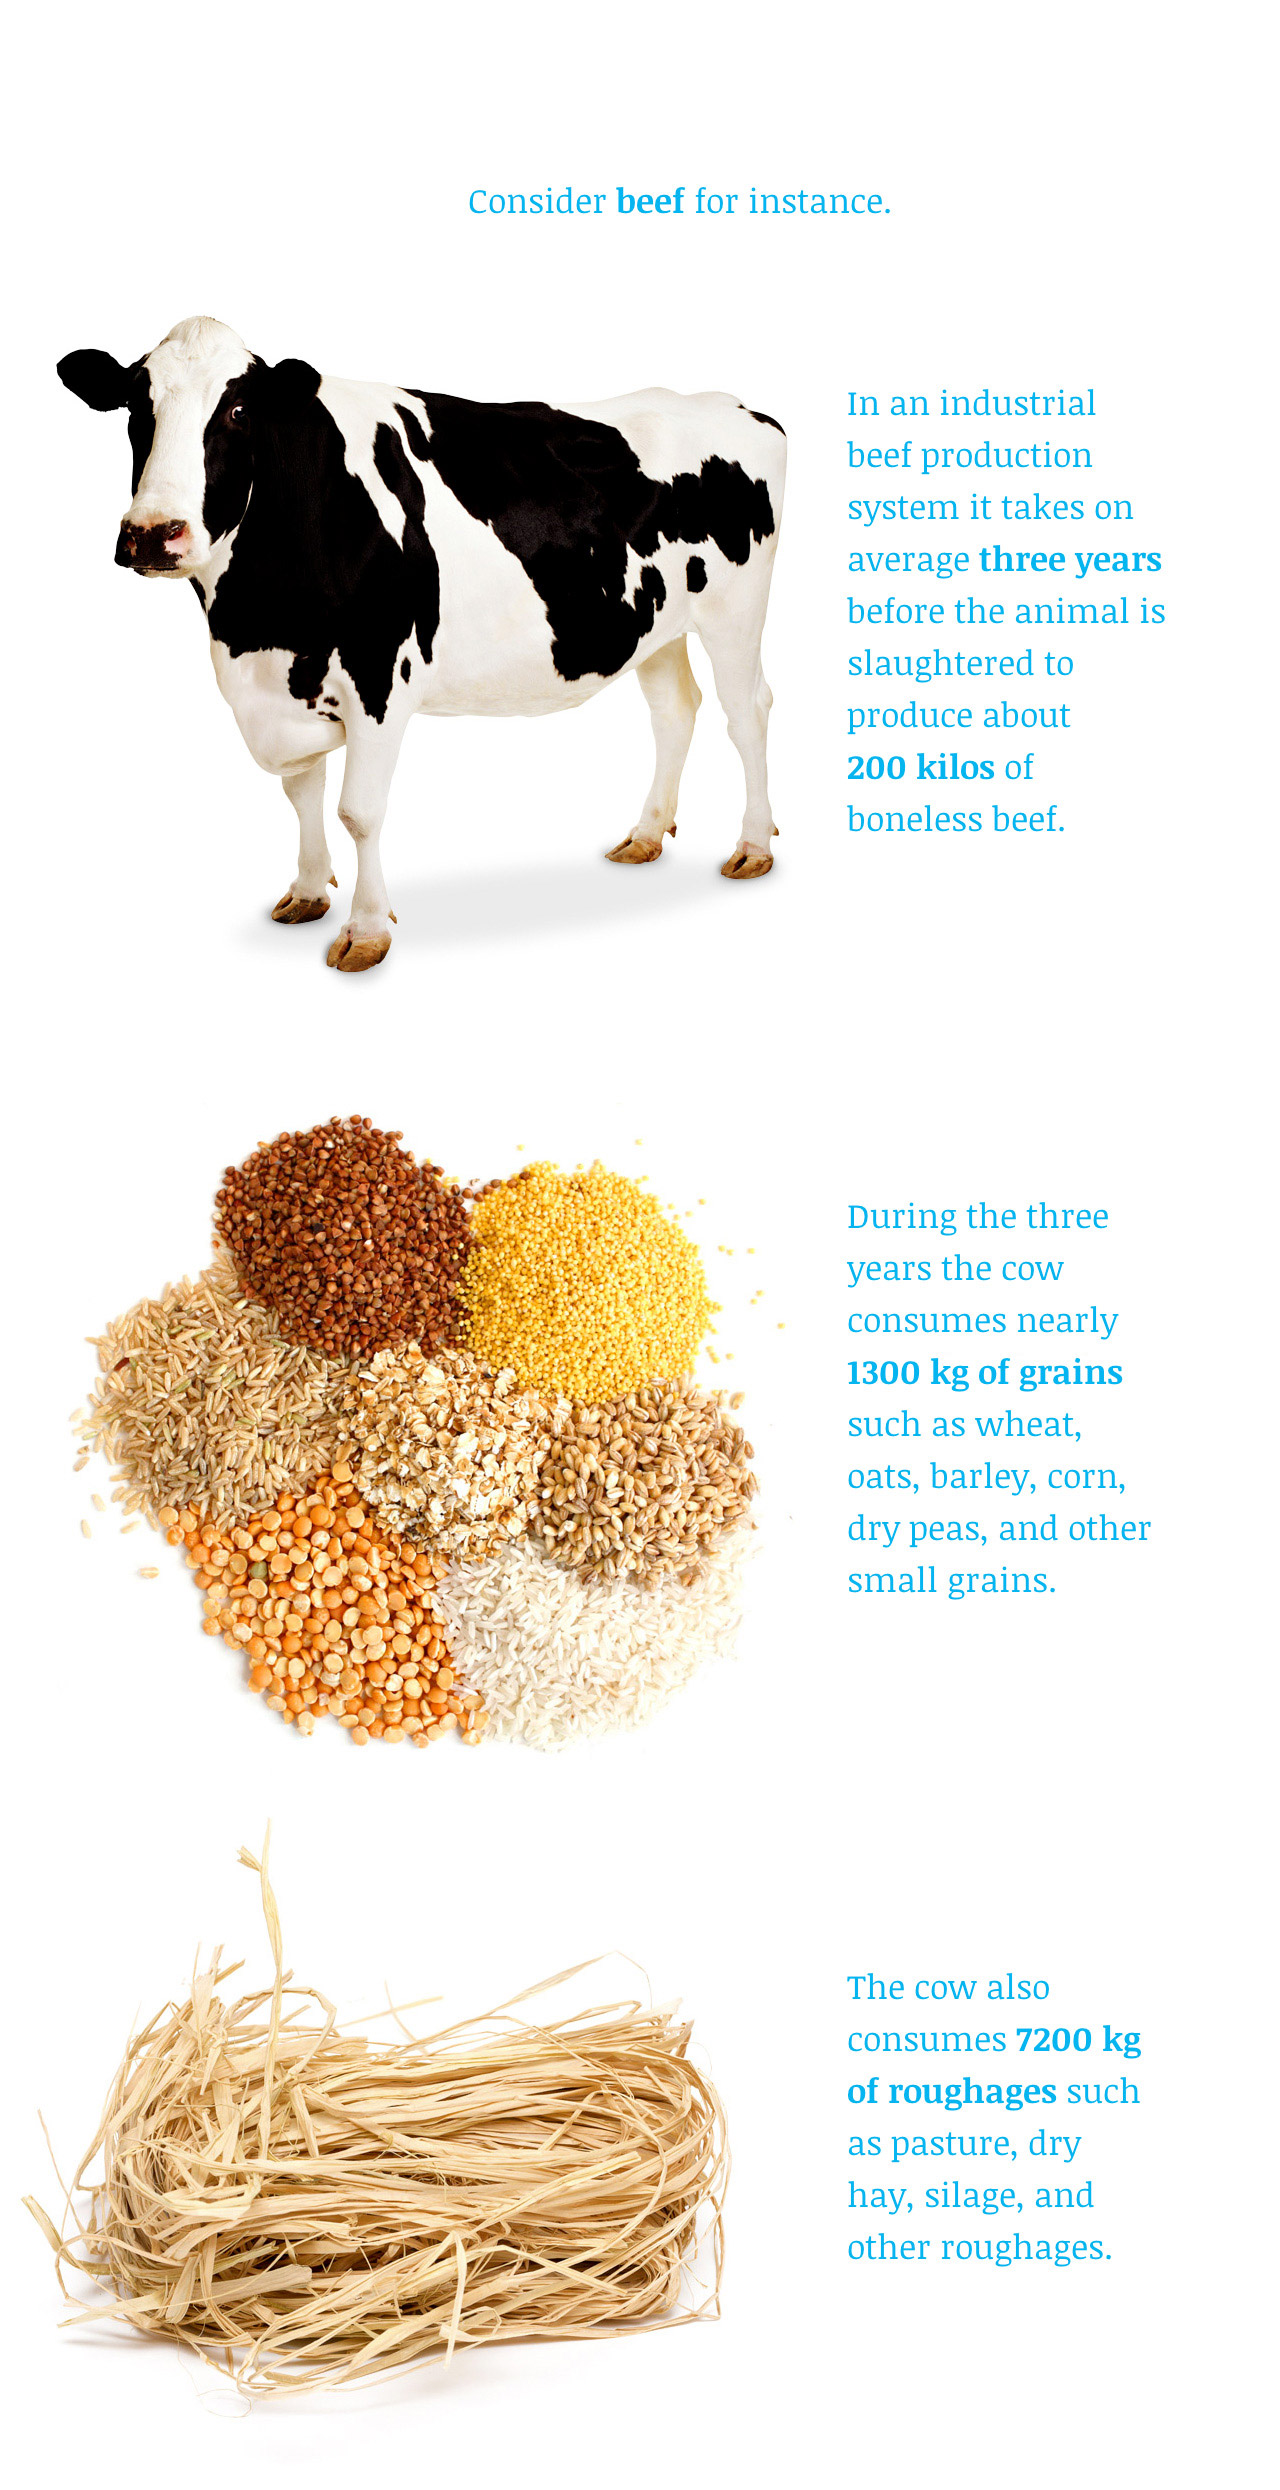 Consider beef for instance.
In an industrial
beef production
system it takes on
average three years
before the animal is
slaughtered to
produce about
200 kilos of
boneless beef.
During the three
years the cow
consumes nearly
1300 kg of grains
such as wheat,
oats, barley, corn,
dry peas, and other
small grains.
The cow also
consumes 7200 kg
of roughages such
as pasture, dry
hay, silage, and
other roughages.